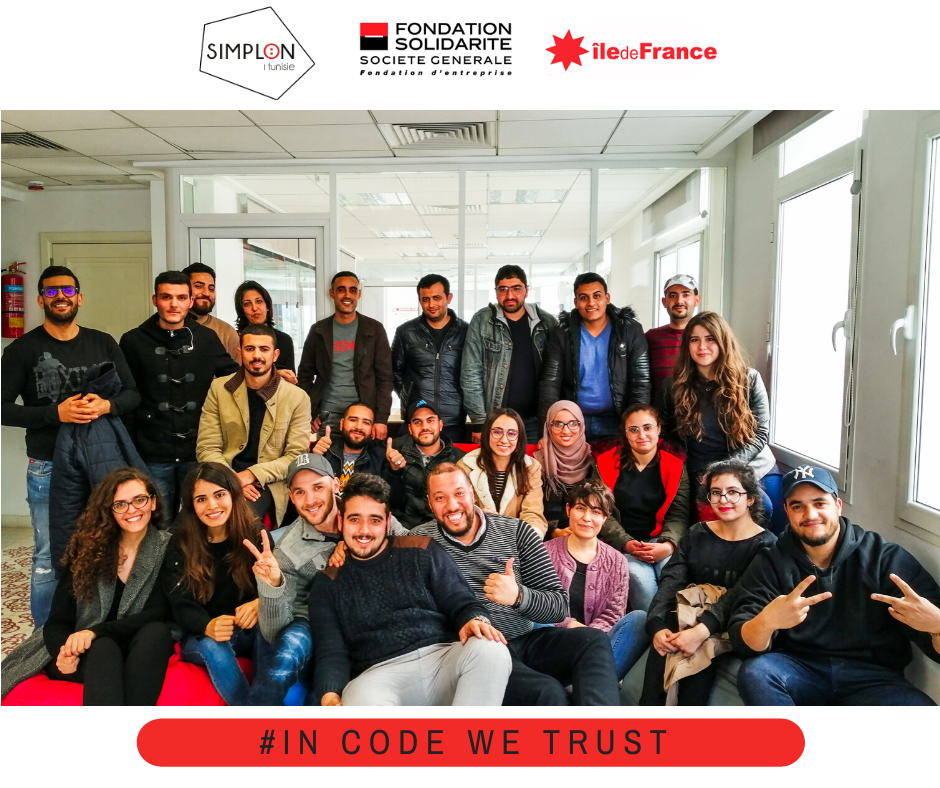 SIMPLON
tunisie
FONDATION
SOLIDARITE
SOCIETE GENERALE
Fondation d'entreprise
îledeFrance
#IN CODE WE TRUST